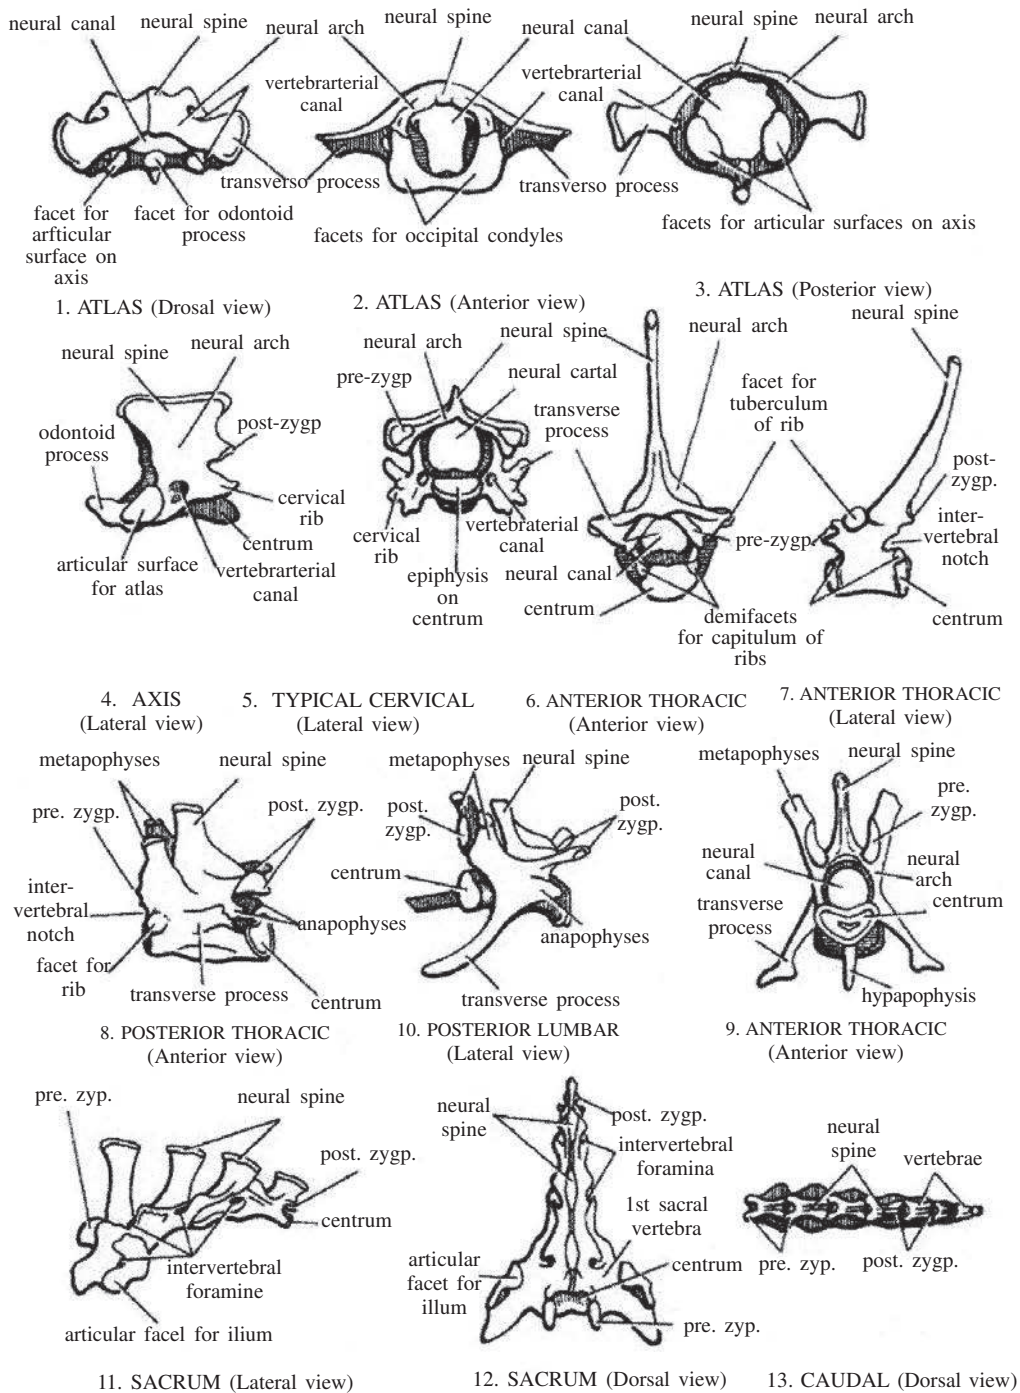 neural canal
neural spine
neural arch
neural spine
neural canal
neural spine
neural arch
vertebrarterial
canal
vertebrarterial
canal
transverso process
transverso process
facet for
arfticular
surface on
axis
facet for odontoid
process
facets for occipital condyles
facets for articular surfaces on axis
1. ATLAS (Drosal view)
2. ATLAS (Anterior view)
3. ATLAS (Posterior view)
neural spine
neural arch
odontoid
process
post-zygp
cervical
rib
centrum
articular surface
for atlas
vertebrarterial
canal
neural arch
neural spine
pre-zygp
neural cartal
transverse
process
cervical
rib
vertebraterial
canal
epiphysis
on
centrum
neural arch
facet for
tuberculum
of rib
pre-zygp.
neural canal
centrum
demifacets
for capitulum of
ribs
neural spine
post-
zygp.
inter-
vertebral
notch
centrum
4. AXIS
(Lateral view)
5. TYPICAL CERVICAL
(Lateral view)
6. ANTERIOR THORACIC
(Anterior view)
7. ANTERIOR THORACIC
(Lateral view)
metapophyses
neural spine
pre. zygp.
post. zygp.
inter-
vertebral
notch
anapophyses
facet for
rib
transverse process
centrum
metapophyses
neural spine
post.
zygp.
post.
zygp.
centrum
anapophyses
transverse process
metapophyses
neural spine
pre.
zygp.
neural
canal
neural
arch
centrum
transverse
process
hypapophysis
8. POSTERIOR THORACIC
(Anterior view)
10. POSTERIOR LUMBAR
(Lateral view)
9. ANTERIOR THORACIC
(Anterior view)
pre. zyp.
neural spine
post. zygp.
centrum
intervertebral
foramine
articular facel for ilium
neural
spine
post. zygp.
intervertebral
foramina
1st sacral
vertebra
articular
facet for
illum
centrum
pre. zyp.
neural
spine
vertebrae
pre. zyp.
post. zygp.
11. SACRUM (Lateral view)
12. SACRUM (Dorsal view)
13. CAUDAL (Dorsal view)